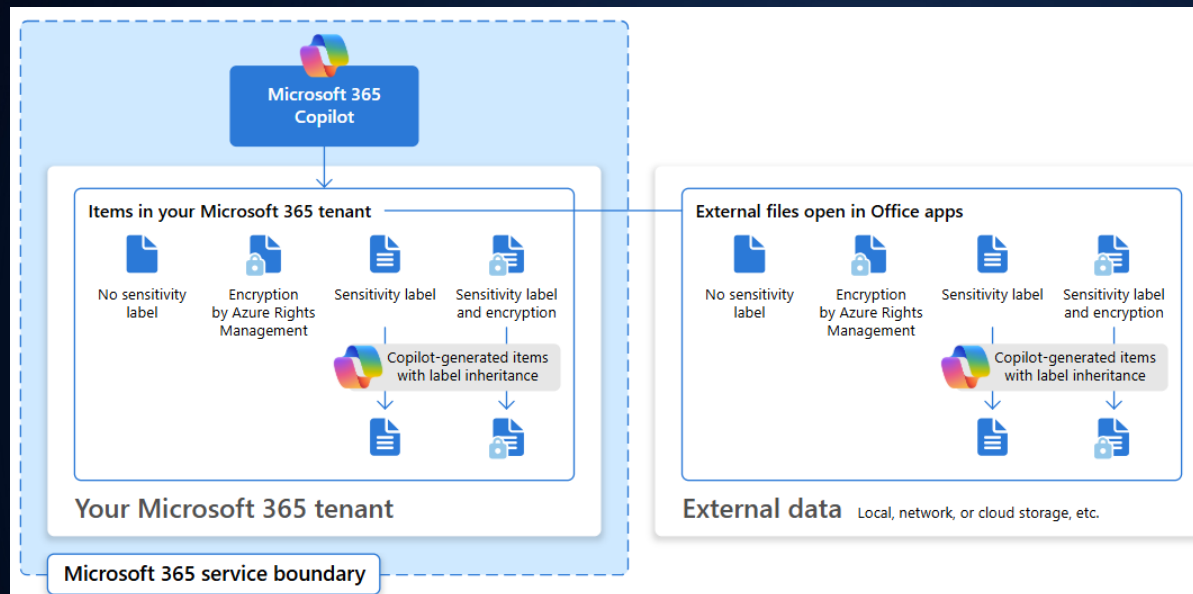 Microsoft 365
Copilot
Items in your Microsoft 365 tenant
No sensitivity
label
Encryption
by Azure Rights
Management
Sensitivity label
Sensitivity label
and encryption
Copilot-generated items
with label inheritance
Your Microsoft 365 tenant
Microsoft 365 service boundary
External files open in Office apps
No sensitivity
label
Encryption
by Azure Rights
Management
Sensitivity label
Sensitivity label
and encryption
Copilot-generated items
with label inheritance
External data Local, network, or cloud storage, etc.